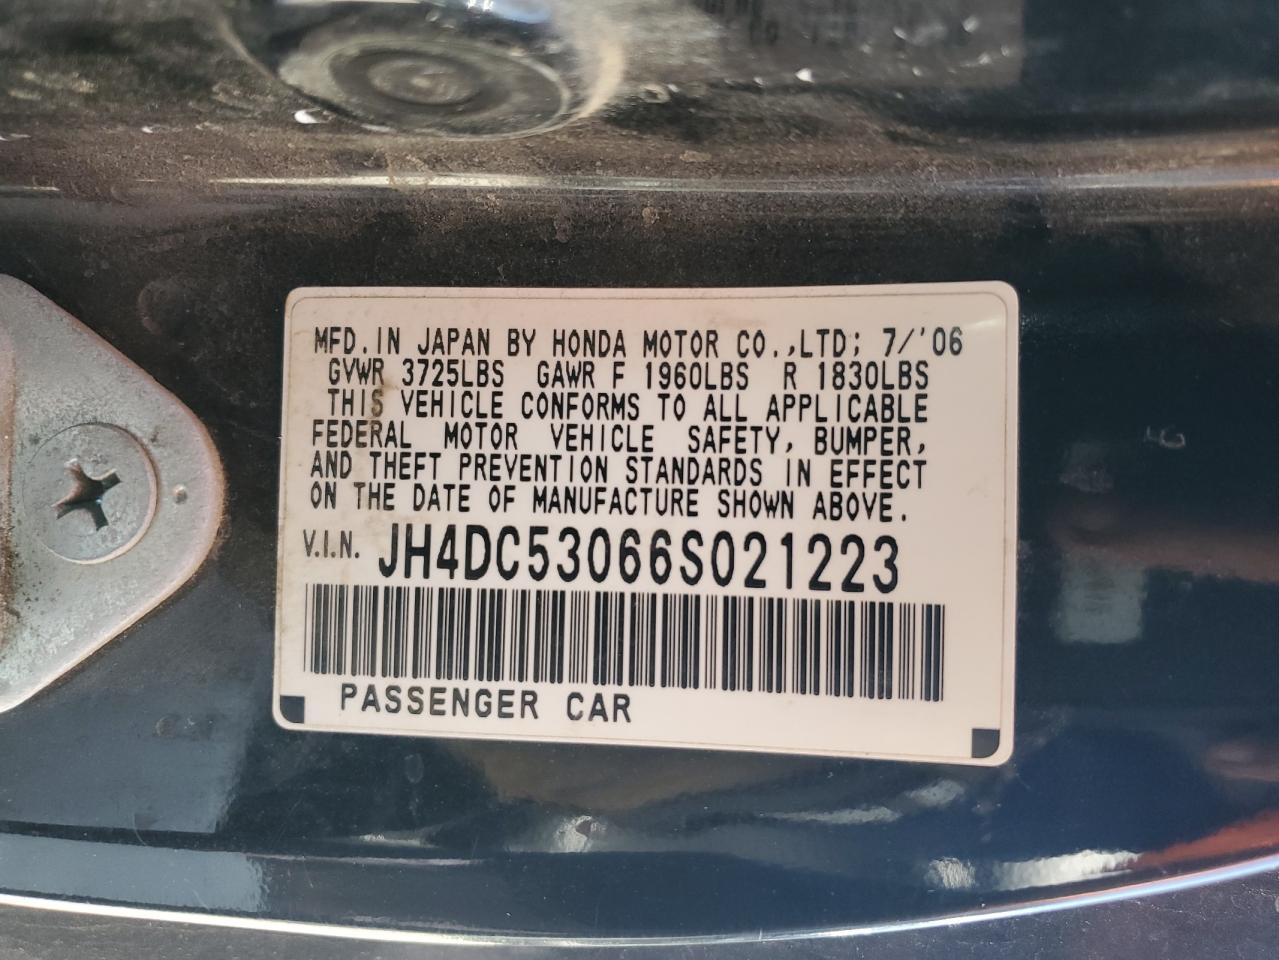 MFD. IN JAPAN BY HONDA MOTOR CO.,LTD; 7/'06
GVWR 3725LBS GAWR F 1960LBS R 1830LBS
THIS VEHICLE CONFORMS TO ALL APPLICABLE
FEDERAL MOTOR VEHICLE SAFETY, BUMPER,
AND THEFT PREVENTION STANDARDS IN EFFECT
ON THE DATE OF MANUFACTURE SHOWN ABOVE.
V.I.N. JH4DC53066S021223
PASSENGER CAR